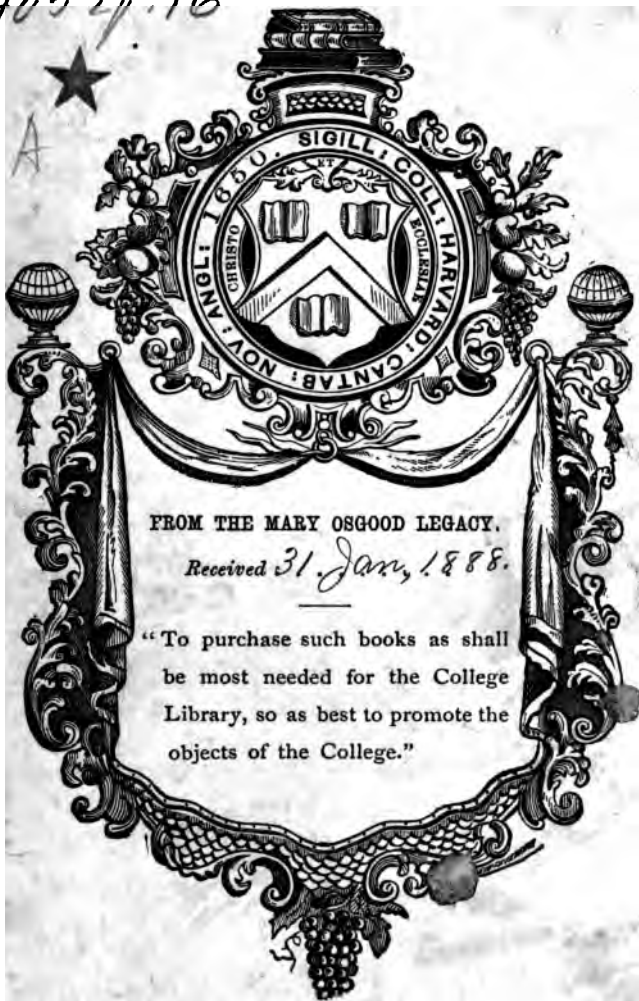 A
SIGILL: COLL: HARVARD: CANTAB: NOV: ANGL: 1650.
ET
CHRISTO
ECCLESIAE
FROM THE MARY OSGOOD LEGACY.
Received 31. Jan, 1888.
“To purchase such books as shall
be most needed for the College
Library, so as best to promote the
objects of the College.”